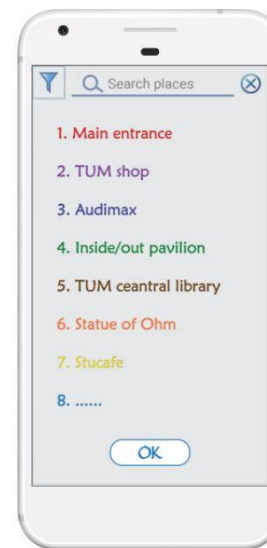 Search places
1. Main entrance
2. TUM shop
3. Audimax
4. Inside/out pavilion
5. TUM ceantral library
6. Statue of Ohm
7. Stucafe
8. ......
OK